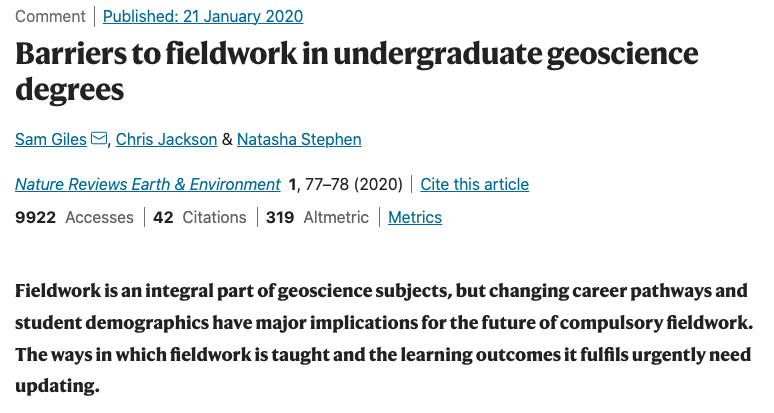 Comment | Published: 21 January 2020
Barriers to fieldwork in undergraduate geoscience
degrees
Sam Giles, Chris Jackson & Natasha Stephen
Nature Reviews Earth & Environment 1, 77–78 (2020) | Cite this article
9922 Accesses | 42 Citations | 319 Altmetric | Metrics
Fieldwork is an integral part of geoscience subjects, but changing career pathways and
student demographics have major implications for the future of compulsory fieldwork.
The ways in which fieldwork is taught and the learning outcomes it fulfils urgently need
updating.